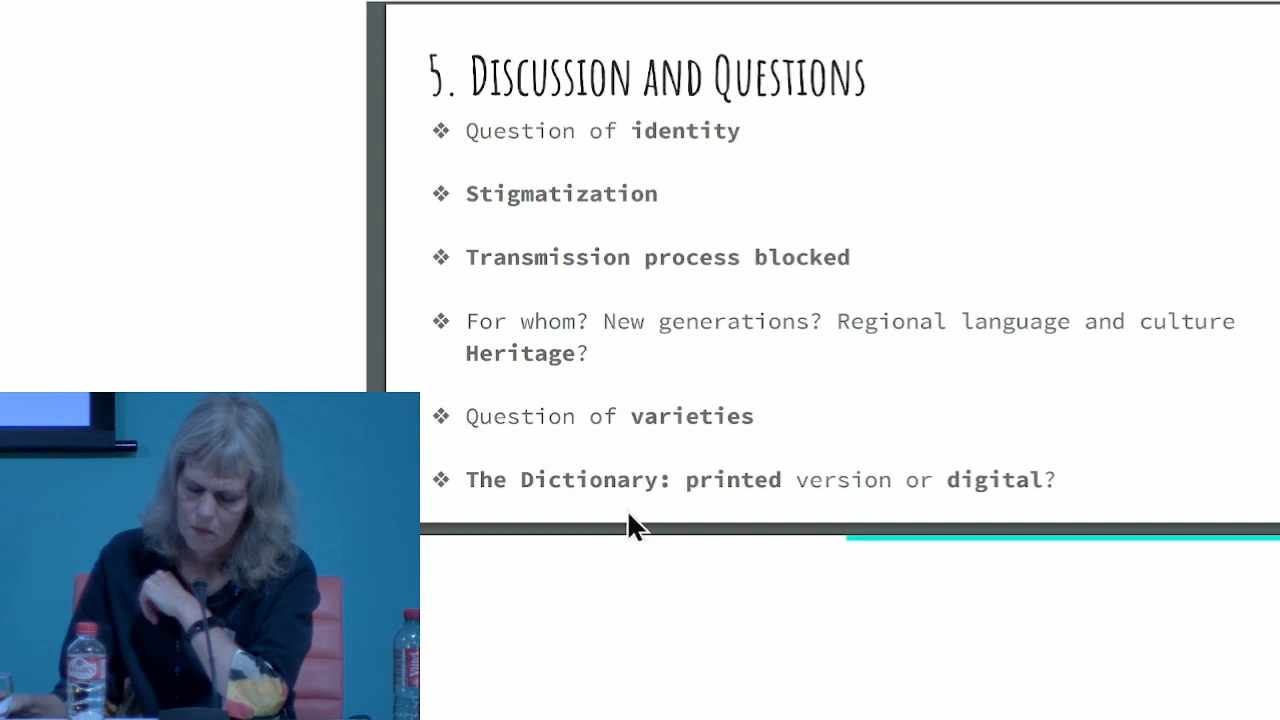 5. Discussion and Questions
❖ Question of identity
❖ Stigmatization
❖ Transmission process blocked
❖ For whom? New generations? Regional language and culture
Heritage?
❖ Question of varieties
❖ The Dictionary: printed version or digital?
Vittel